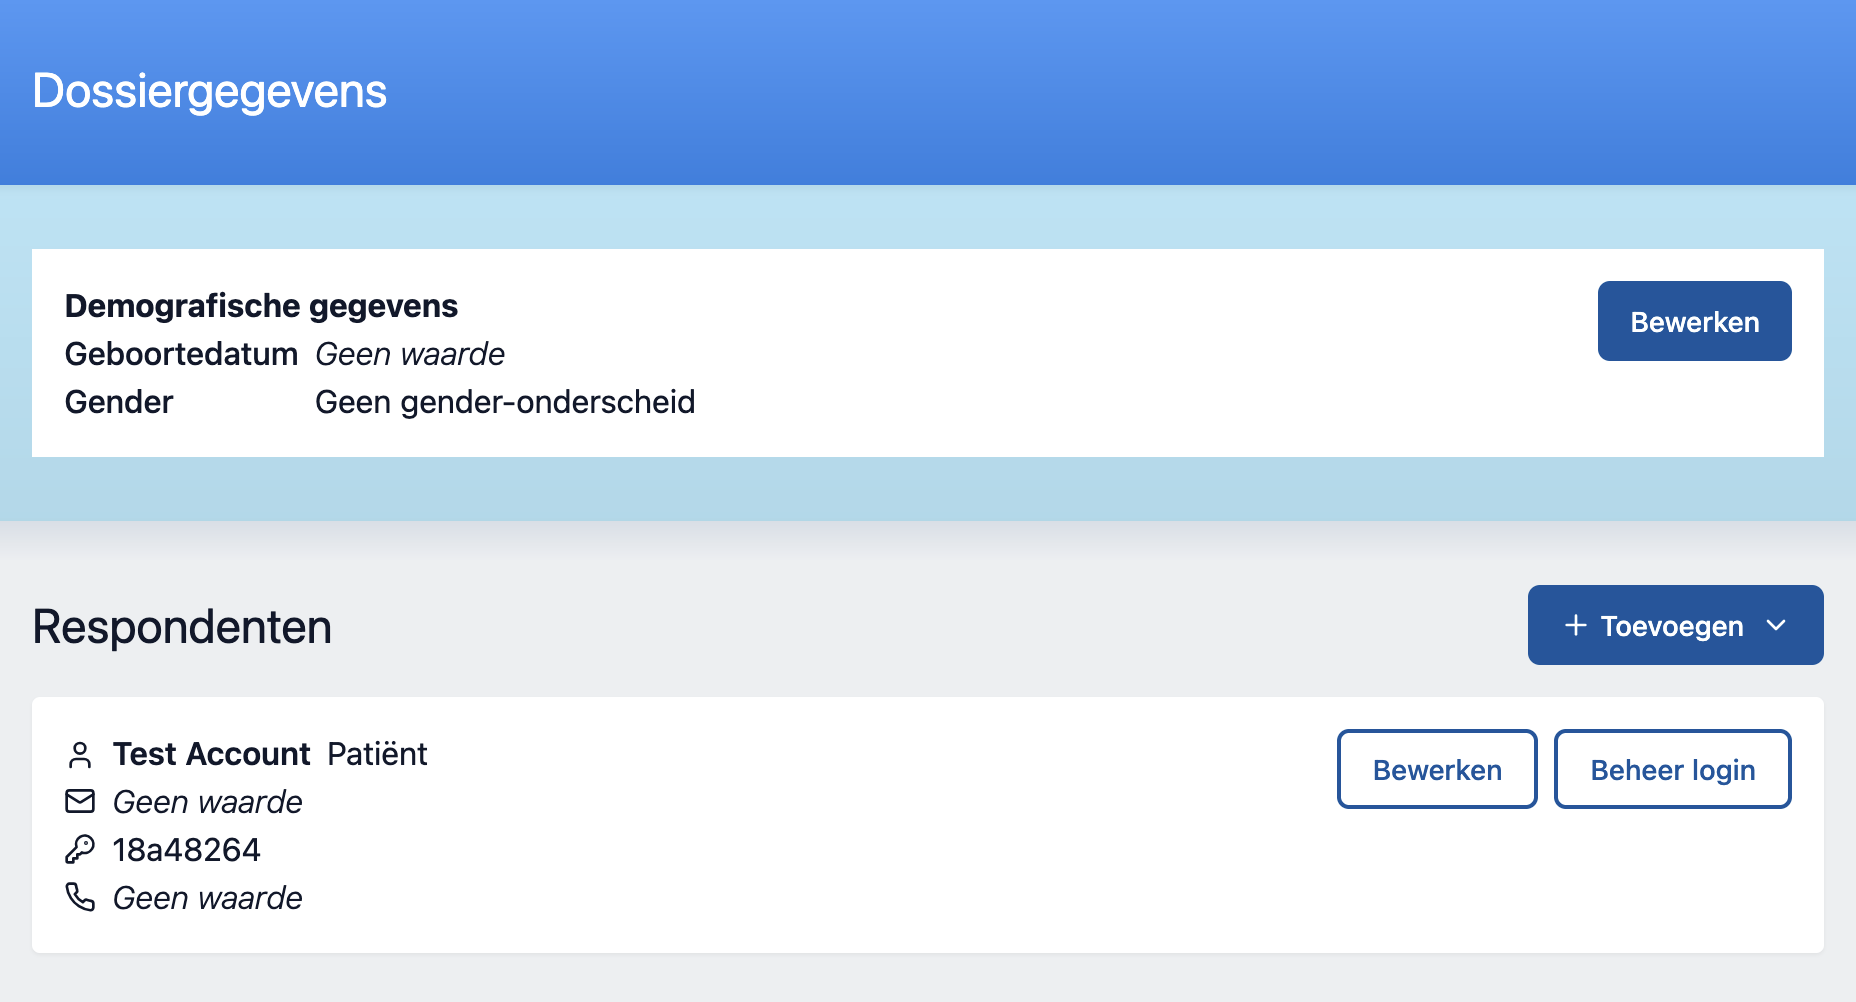 Dossiergegevens
Demografische gegevens
Bewerken
Geboortedatum Geen waarde
Gender Geen gender-onderscheid
Respondenten
+ Toevoegen
Test Account Patiënt
Bewerken
Beheer login
Geen waarde
18a48264
Geen waarde